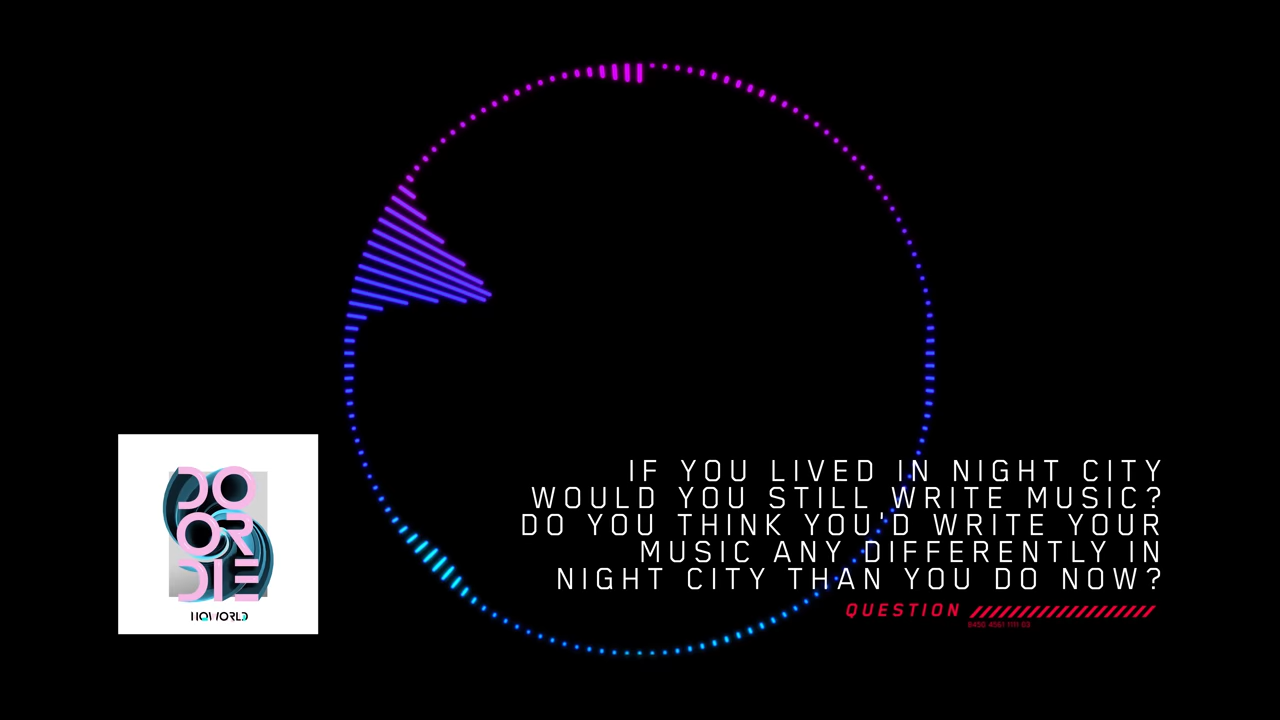 DO
OR
DIE
NOWORLD
IF YOU LIVED IN NIGHT CITY
WOULD YOU STILL WRITE MUSIC?
DO YOU THINK YOU'D WRITE YOUR
MUSIC ANY DIFFERENTLY IN
NIGHT CITY THAN YOU DO NOW?
QUESTION